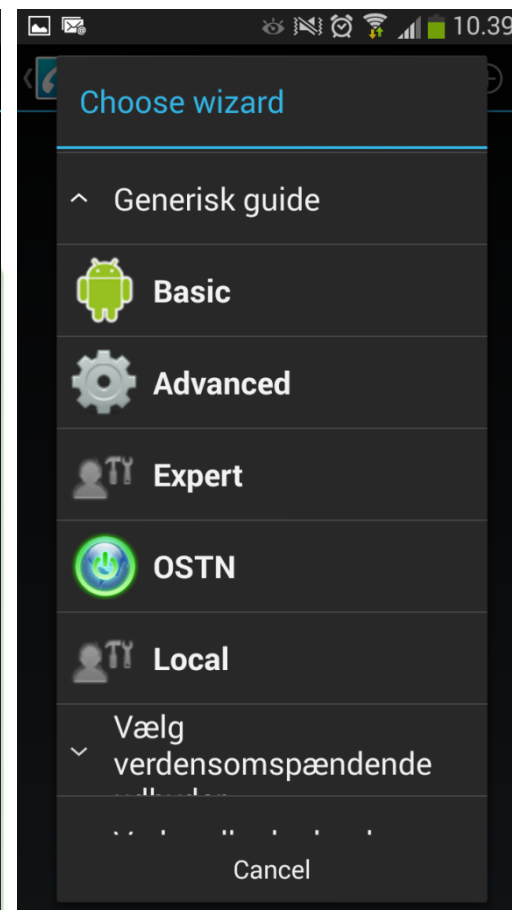 10.39
Choose wizard
Generisk guide
Basic
Advanced
Expert
OSTN
Local
Vælg
verdensomspændende
Cancel